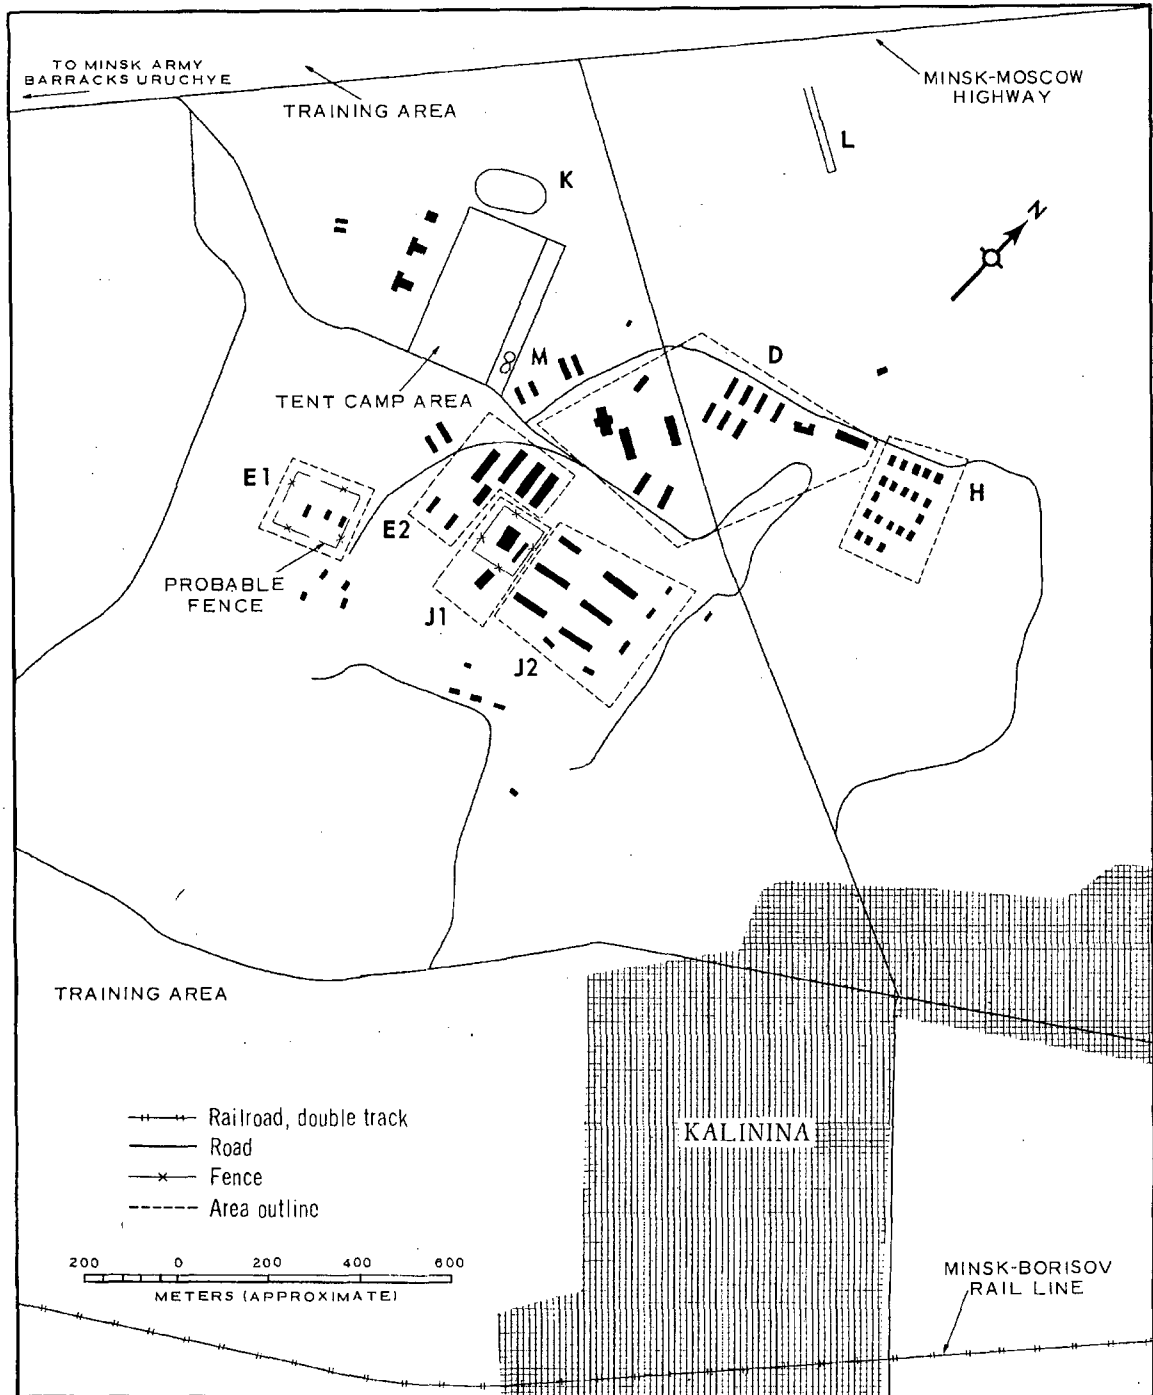 TO MINSK ARMY
BARRACKS URUCHYE
TRAINING AREA
MINSK-MOSCOW
HIGHWAY
L
K
N
M
D
TENT CAMP AREA
E1
H
E2
PROBABLE
FENCE
J1
J2
TRAINING AREA
Railroad, double track
Road
Fence
Area outline
KALININA
200 0 200 400 600
METERS (APPROXIMATE)
MINSK-BORISOV
RAIL LINE